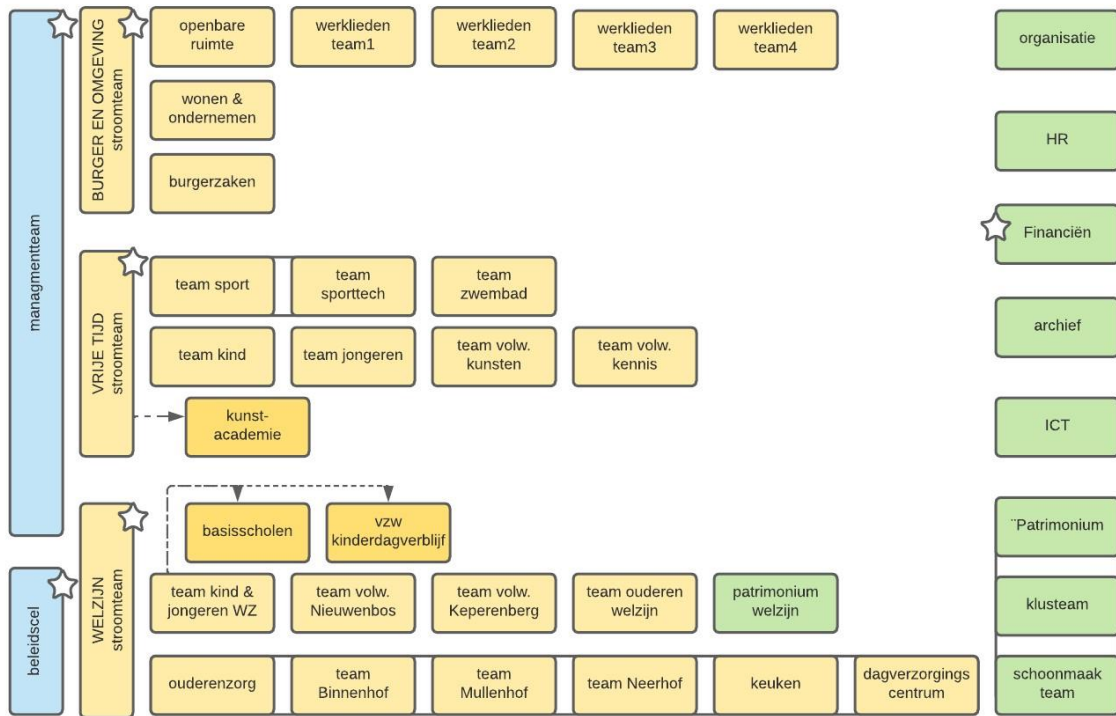 managmentteam
beleidscel
BURGER EN OMGEVING
stroomteam
openbare
ruimte
werklieden
team1
werklieden
team2
werklieden
team3
werklieden
team4
wonen &
ondernemen
burgerzaken
VRIJE TIJD
stroomteam
team sport
team
sporttech
team
zwembad
team kind
team jongeren
team volw.
kunsten
team volw.
kennis
kunst-
academie
WELZIJN
stroomteam
basisscholen
vzw
kinderdagverblijf
team kind &
jongeren WZ
team volw.
Nieuwenbos
team volw.
Keperenberg
team ouderen
welzijn
patrimonium
welzijn
ouderenzorg
team
Binnenhof
team
Mullenhof
team Neerhof
keuken
dagverzorgings
centrum
organisatie
HR
Financiën
archief
ICT
¨Patrimonium
klusteam
schoonmaak
team